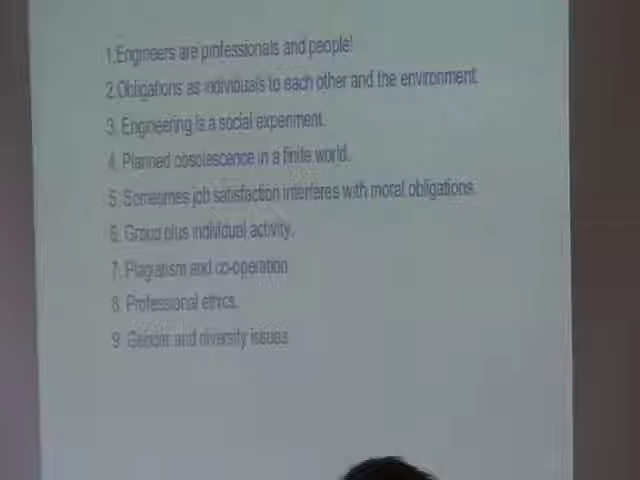 1.Engineers are professionals and people!
2.Obligations as individuals to each other and the environment.
3. Engineering is a social experiment.
4. Planned obsolescence in a finite world.
5. Sometimes job satisfaction interferes with moral obligations.
6. Group plus individual activity.
7. Plagiarism and co-operation
8. Professional ethics.
9. Gender and diversity issues